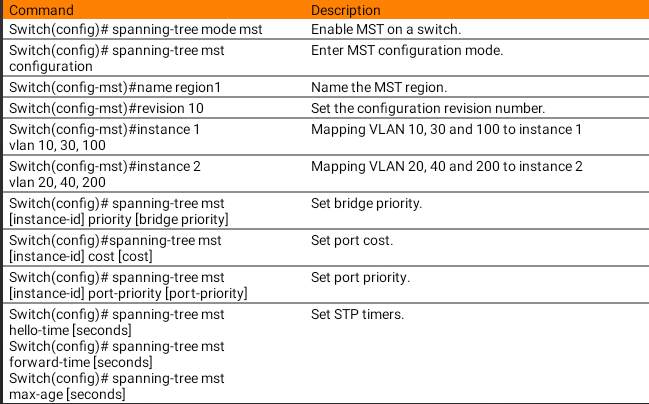 Command Description
Switch(config)# spanning-tree mode mst Enable MST on a switch.
Switch(config)# spanning-tree mst Enter MST configuration mode.
configuration
Switch(config-mst)#name region1 Name the MST region.
Switch(config-mst)#revision 10 Set the configuration revision number.
Switch(config-mst)#instance 1 Mapping VLAN 10, 30 and 100 to instance 1
vlan 10, 30, 100
Switch(config-mst)#instance 2 Mapping VLAN 20, 40 and 200 to instance 2
vlan 20, 40, 200
Switch(config)# spanning-tree mst Set bridge priority.
[instance-id] priority [bridge priority]
Switch(config)#spanning-tree mst Set port cost.
[instance-id] cost [cost]
Switch(config)# spanning-tree mst Set port priority.
[instance-id] port-priority [port-priority]
Switch(config)# spanning-tree mst Set STP timers.
hello-time [seconds]
Switch(config)# spanning-tree mst
forward-time [seconds]
Switch(config)# spanning-tree mst
max-age [seconds]